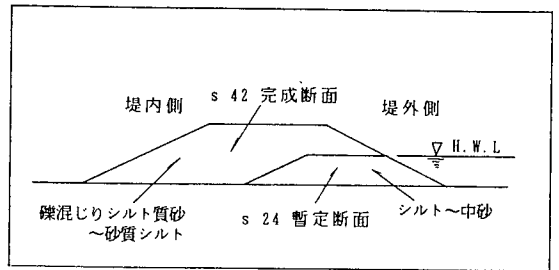 s 42 完成断面
堤内側
堤外側
H.W.L
礫混じりシルト質砂
~砂質シルト
s 24 暫定断面
シルト~中砂